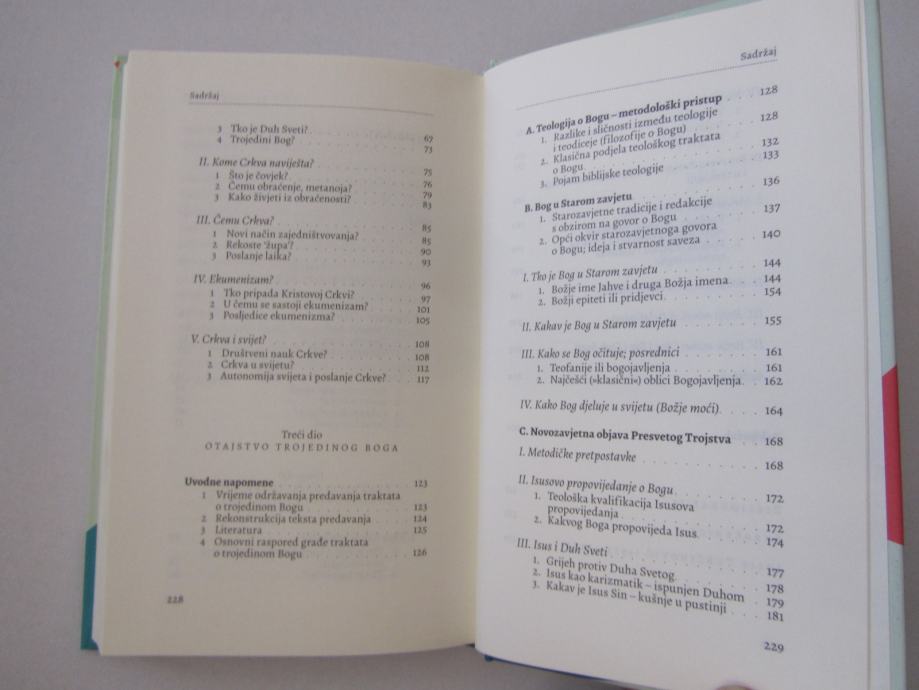 Sadržaj
3 Tko je Duh Sveti? 67
4 Trojedini Bog? 73
II. Kome Crkva naviješta? 75
1 Što je čovjek? 76
2 Čemu obraćenje, metanoja? 79
3 Kako živjeti iz obraćenosti? 83
III. Čemu Crkva? 85
1 Novi način zajedništvovanja? 85
2 Rekoste 'župa'? 90
3 Poslanje laika? 93
IV. Ekumenizam? 96
1 Tko pripada Kristovoj Crkvi? 97
2 U čemu se sastoji ekumenizam? 101
3 Posljedice ekumenizma? 105
V. Crkva i svijet? 108
1 Društveni nauk Crkve? 108
2 Crkva u svijetu? 112
3 Autonomija svijeta i poslanje Crkve? 117
Treći dio
OTAJSTVO TROJEDINOG BOGA
Uvodne napomene 123
1 Vrijeme održavanja predavanja traktata
o trojedinom Bogu 123
2 Rekonstrukcija teksta predavanja 124
3 Literatura 125
4 Osnovni raspored građe traktata
o trojedinom Bogu 126
228
Sadržaj
A. Teologija o Bogu – metodološki pristup 128
1. Razlike i sličnosti između teologije
i teodiceje (filozofije o Bogu) 128
2. Klasična podjela teološkog traktata
o Bogu 132
3. Pojam biblijske teologije 133
B. Bog u Starom zavjetu 136
1. Starozavjetne tradicije i redakcije
s obzirom na govor o Bogu 137
2. Opći okvir starozavjetnoga govora
o Bogu; ideja i stvarnost saveza 140
I. Tko je Bog u Starom zavjetu 144
1. Božje ime Jahve i druga Božja imena 144
2. Božji epiteti ili pridjevci 154
II. Kakav je Bog u Starom zavjetu 155
III. Kako se Bog očituje; posrednici 161
1. Teofanije ili bogojavljenja 161
2. Najčešći (»klasični«) oblici Bogojavljenja 162
IV. Kako Bog djeluje u svijetu (Božje moći) 164
C. Novozavjetna objava Presvetog Trojstva 168
I. Metodičke pretpostavke 168
II. Isusovo propovijedanje o Bogu 172
1. Teološka kvalifikacija Isusova
propovijedanja 172
2. Kakvog Boga propovijeda Isus 174
III. Isus i Duh Sveti 177
1. Grijeh protiv Duha Svetog 178
2. Isus kao karizmatik – ispunjen Duhom 179
3. Kakav je Isus Sin – kušnje u pustinji 181
229